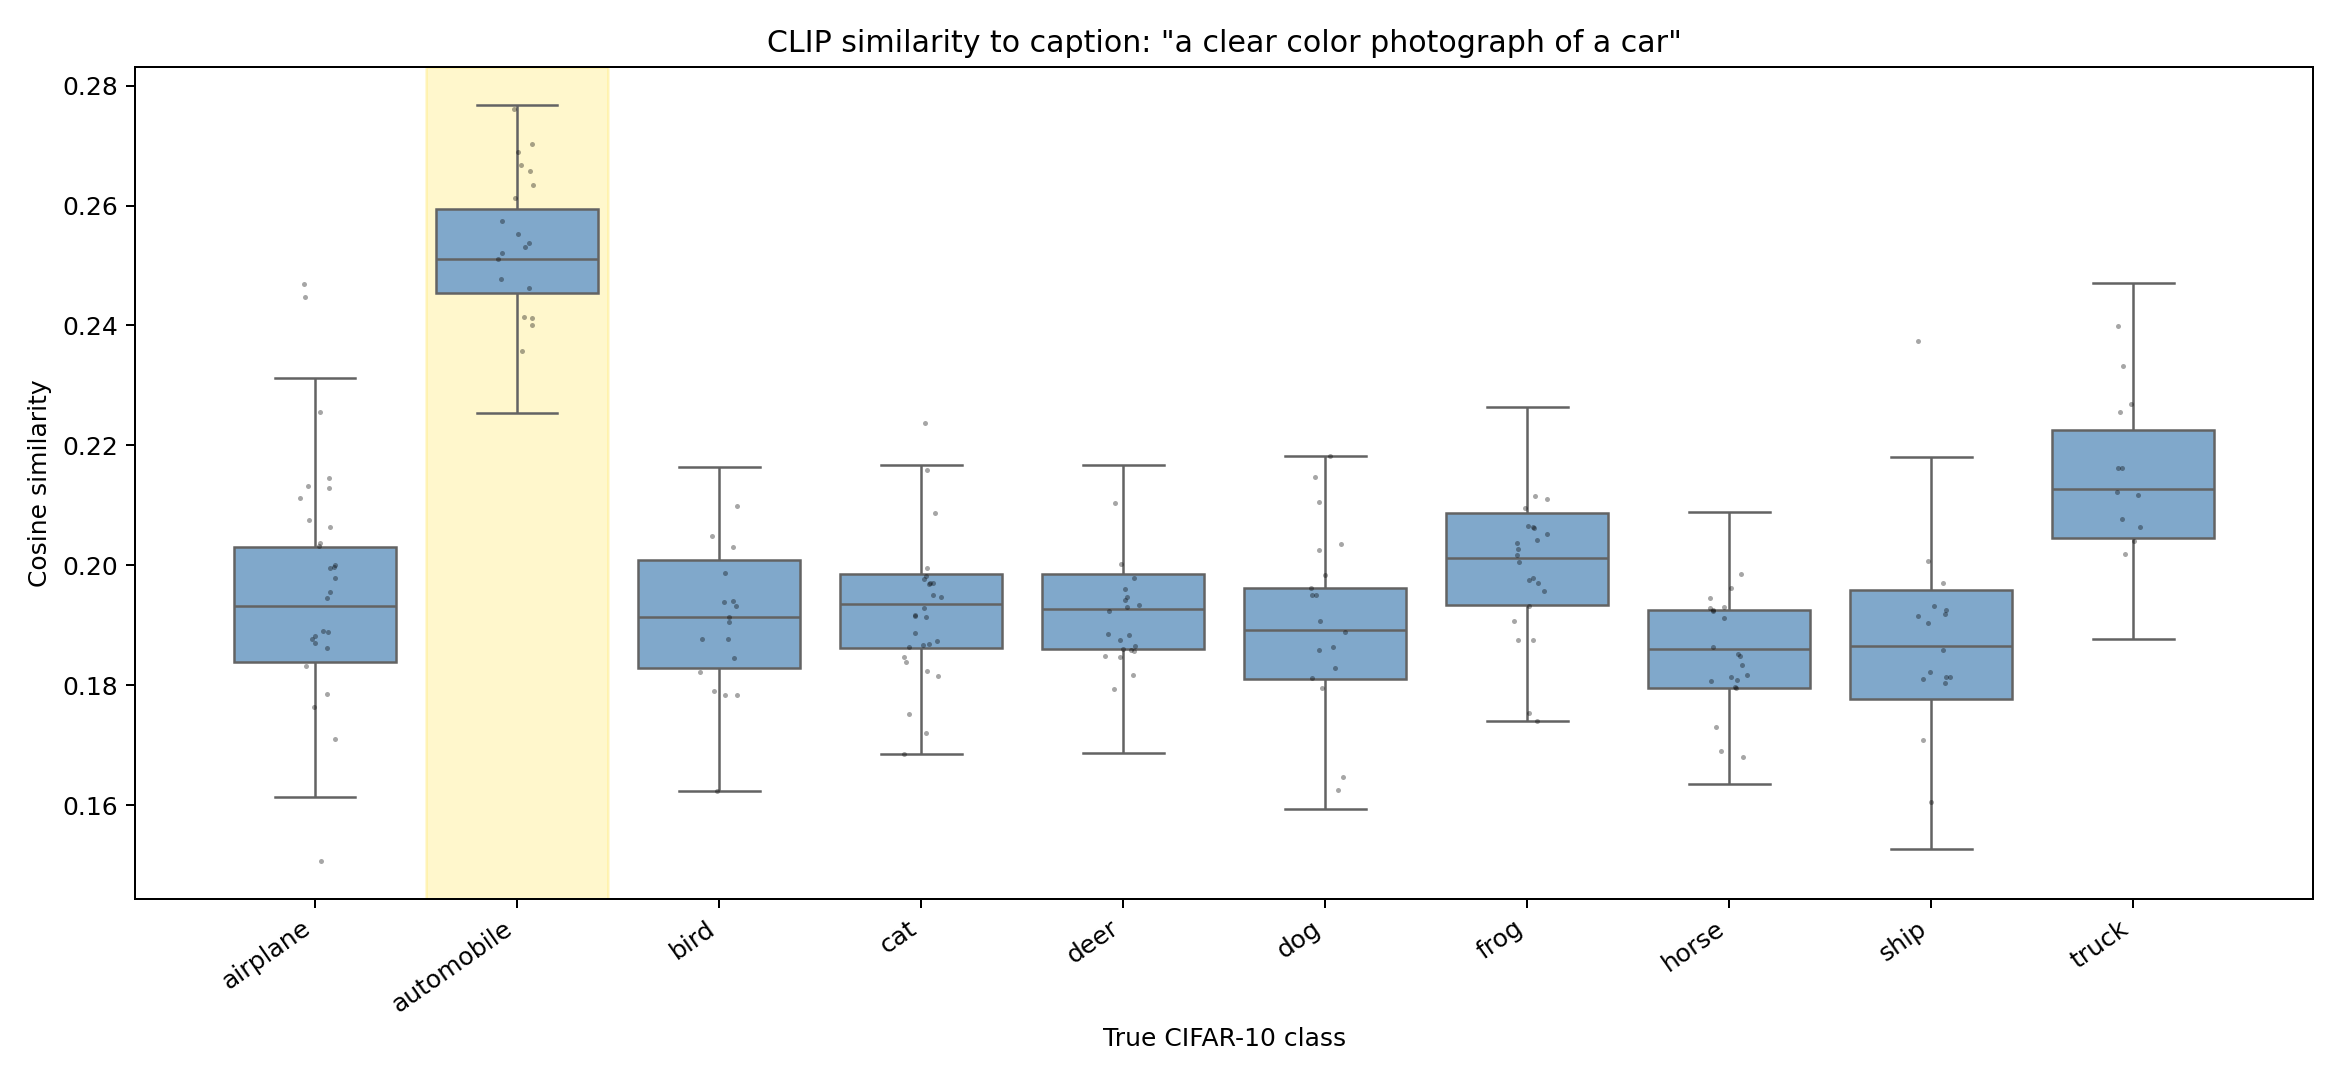 CLIP similarity to caption: "a clear color photograph of a car"
Cosine similarity
0.28
0.26
0.24
0.22
0.20
0.18
0.16
airplane
automobile
bird
cat
deer
dog
frog
horse
ship
truck
True CIFAR-10 class